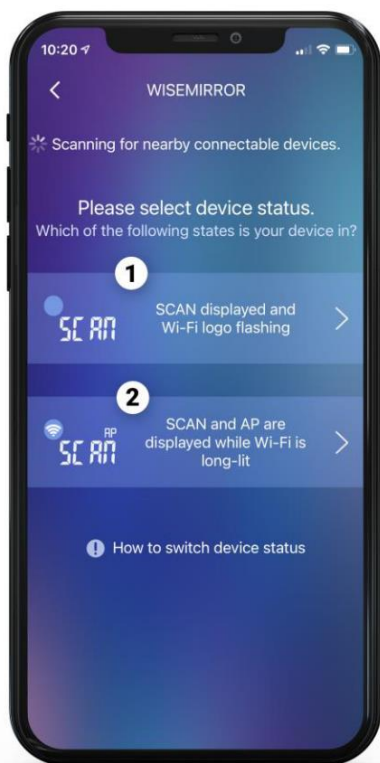 10:20
WISEMIRROR
Scanning for nearby connectable devices.
Please select device status.
Which of the following states is your device in?
1
SCAN
SCAN displayed and
Wi-Fi logo flashing
2
AP
SCAN
SCAN and AP are
displayed while Wi-Fi is
long-lit
! How to switch device status